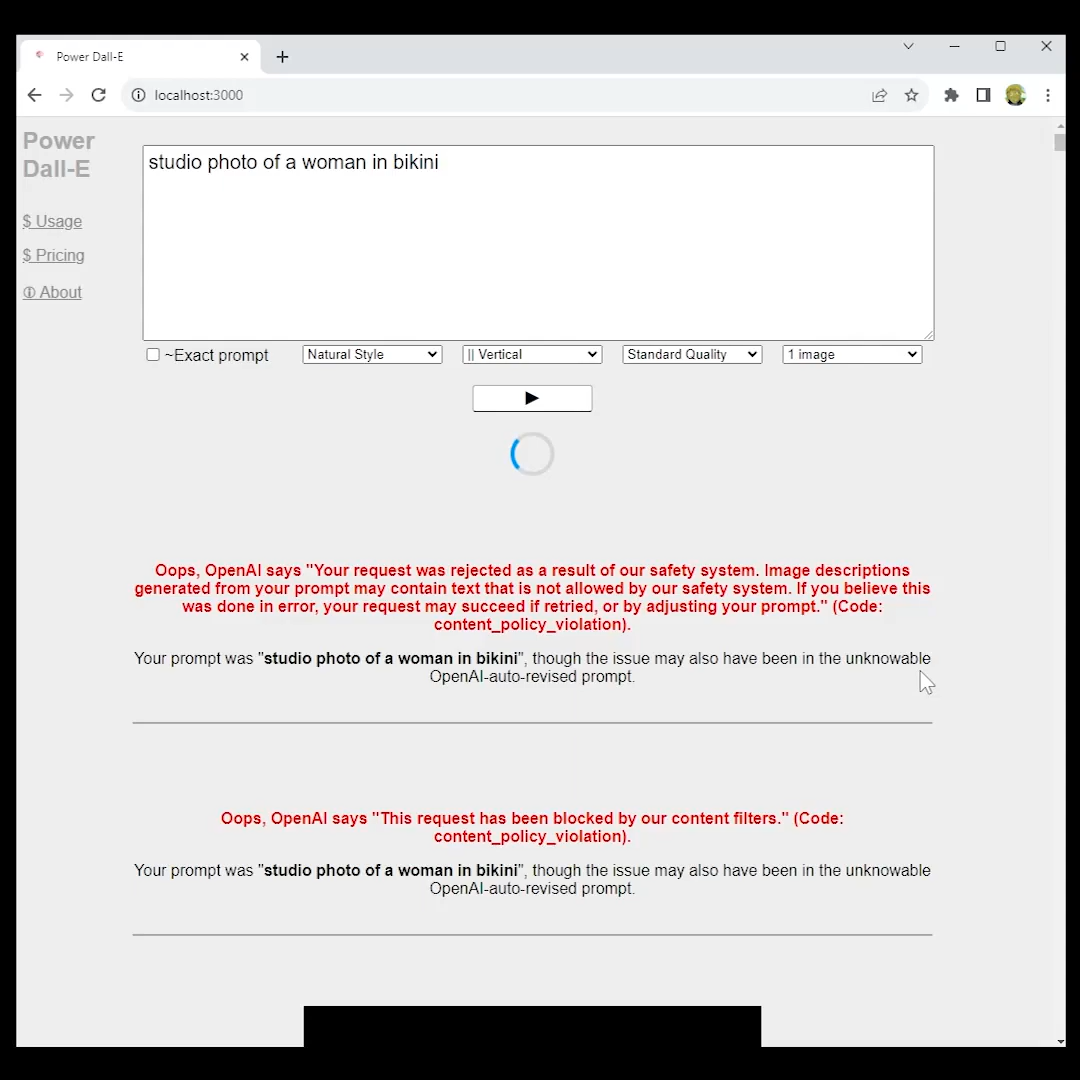 Power Dall-E
localhost:3000
Power
Dall-E
$ Usage
$ Pricing
🛈 About
studio photo of a woman in bikini
~Exact prompt
Natural Style
|| Vertical
Standard Quality
1 image
Oops, OpenAI says "Your request was rejected as a result of our safety system. Image descriptions
generated from your prompt may contain text that is not allowed by our safety system. If you believe this
was done in error, your request may succeed if retried, or by adjusting your prompt." (Code:
content_policy_violation).
Your prompt was "studio photo of a woman in bikini", though the issue may also have been in the unknowable
OpenAI-auto-revised prompt.
Oops, OpenAI says "This request has been blocked by our content filters." (Code:
content_policy_violation).
Your prompt was "studio photo of a woman in bikini", though the issue may also have been in the unknowable
OpenAI-auto-revised prompt.